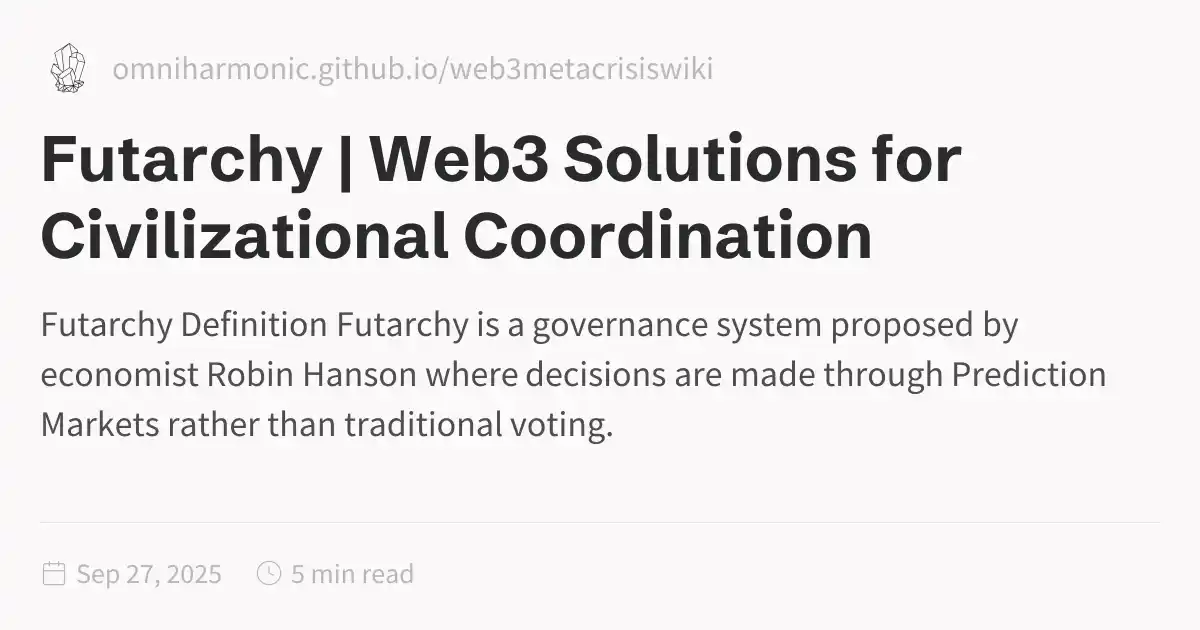 omniharmonic.github.io/web3metacrisiswiki
Futarchy | Web3 Solutions for
Civilizational Coordination
Futarchy Definition Futarchy is a governance system proposed by
economist Robin Hanson where decisions are made through Prediction
Markets rather than traditional voting.
Sep 27, 2025 5 min read